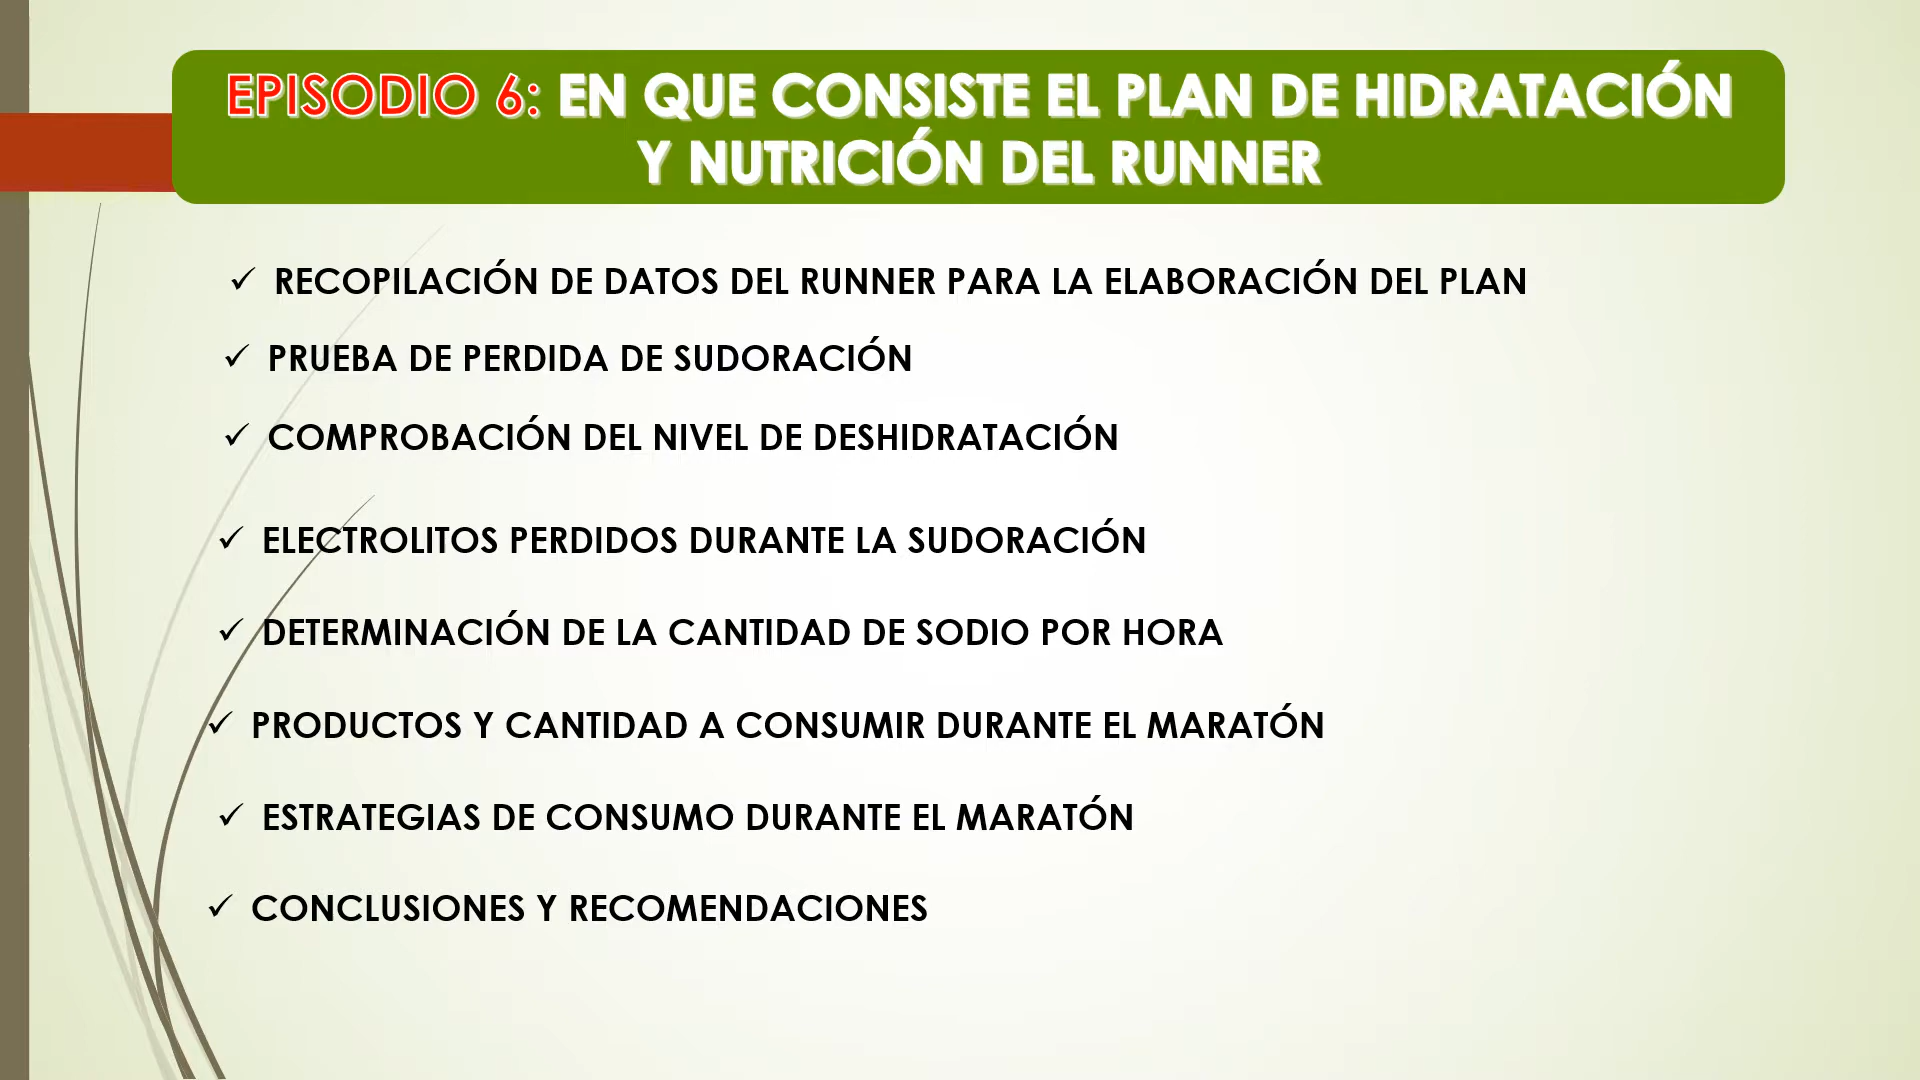 EPISODIO 6: EN QUE CONSISTE EL PLAN DE HIDRATACIÓN
Y NUTRICIÓN DEL RUNNER
✓ RECOPILACIÓN DE DATOS DEL RUNNER PARA LA ELABORACIÓN DEL PLAN
✓ PRUEBA DE PERDIDA DE SUDORACIÓN
✓ COMPROBACIÓN DEL NIVEL DE DESHIDRATACIÓN
✓ ELECTROLITOS PERDIDOS DURANTE LA SUDORACIÓN
✓ DETERMINACIÓN DE LA CANTIDAD DE SODIO POR HORA
✓ PRODUCTOS Y CANTIDAD A CONSUMIR DURANTE EL MARATÓN
✓ ESTRATEGIAS DE CONSUMO DURANTE EL MARATÓN
✓ CONCLUSIONES Y RECOMENDACIONES